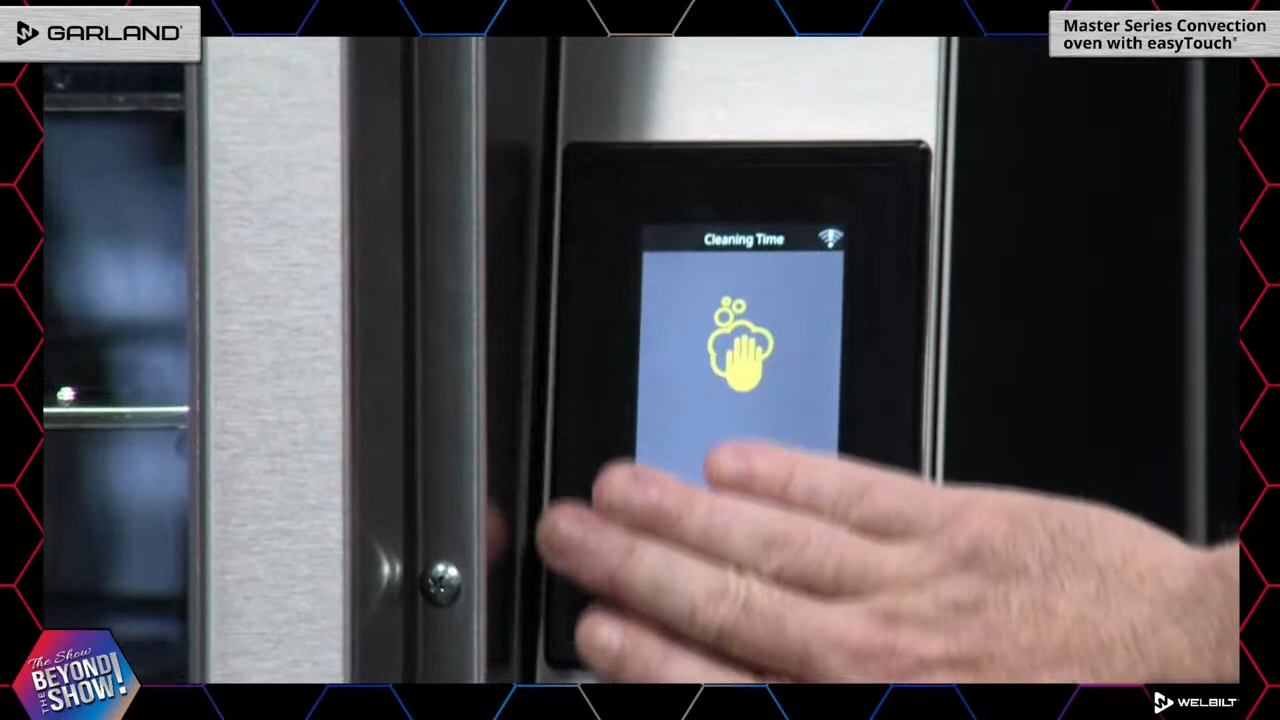 GARLAND®
Master Series Convection
oven with easyTouch®
Cleaning Time
The Show
BEYOND
THE
SHOW!
WELBILT